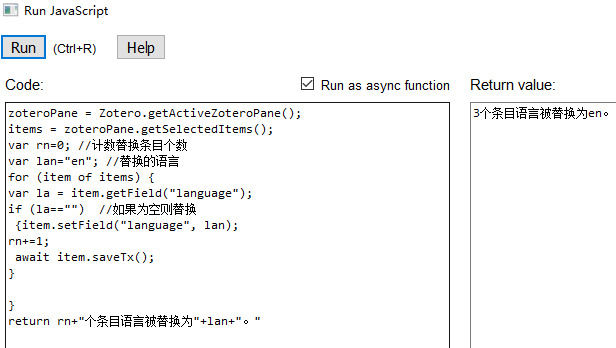 Run JavaScript
Run (Ctrl+R) Help
Code: Run as async function Return value:
zoteroPane = Zotero.getActiveZoteroPane();
items = zoteroPane.getSelectedItems();
var rn=0; //计数替换条目个数
var lan="en"; //替换的语言
for (item of items) {
var la = item.getField("language");
if (la=="")  //如果为空则替换
 {item.setField("language", lan);
rn+=1;
 await item.saveTx();
}
}
return rn+"个条目语言被替换为"+lan+"。"
3个条目语言被替换为en。